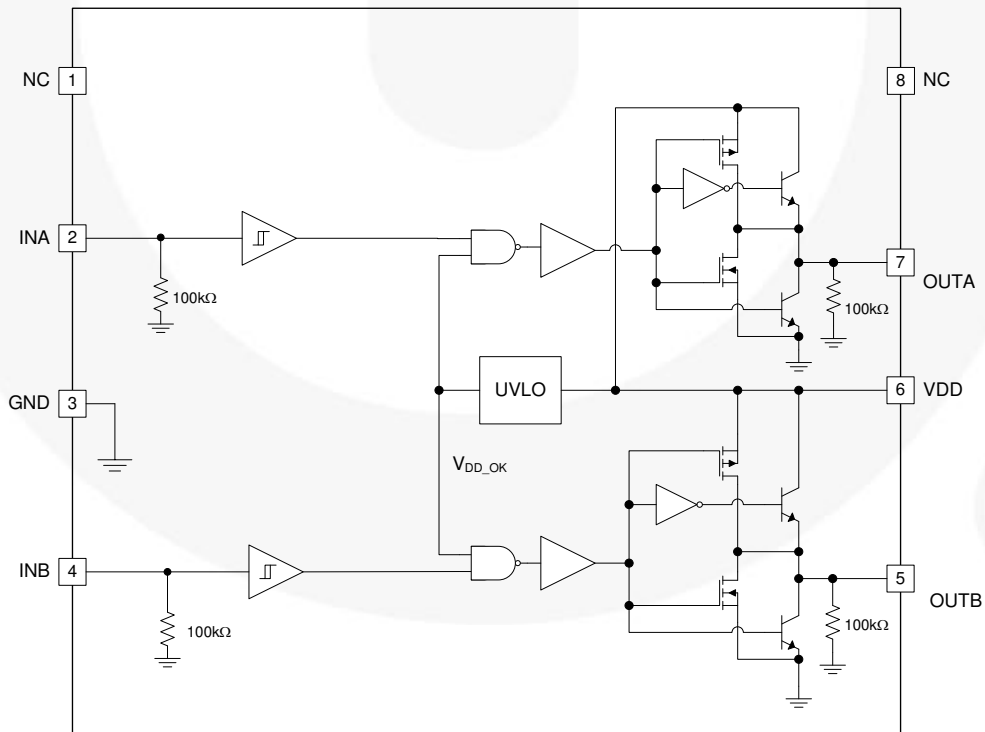 NC 1
8 NC
INA 2
100kΩ
7 OUTA
100kΩ
GND 3
UVLO
6 VDD
VDD_OK
INB 4
100kΩ
5 OUTB
100kΩ